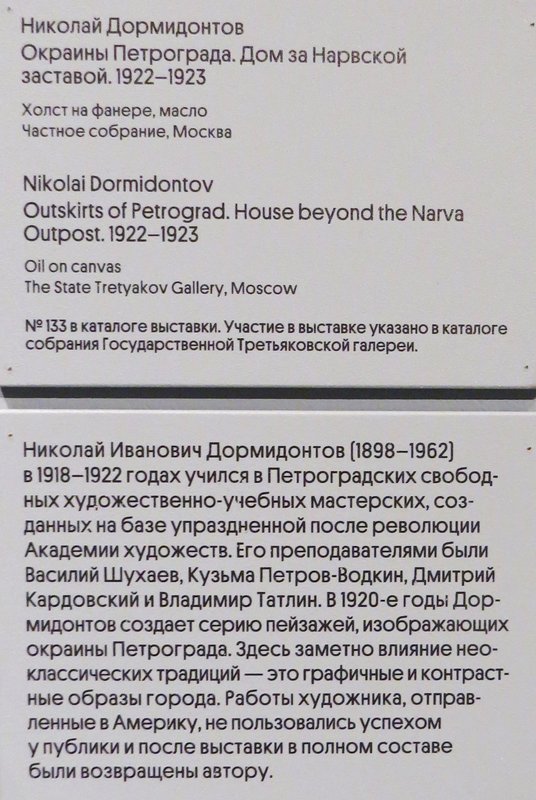 Николай Дормидонтов
Окраины Петрограда. Дом за Нарвской
заставой. 1922–1923
Холст на фанере, масло
Частное собрание, Москва
Nikolai Dormidontov
Outskirts of Petrograd. House beyond the Narva
Outpost. 1922–1923
Oil on canvas
The State Tretyakov Gallery, Moscow
№ 133 в каталоге выставки. Участие в выставке указано в каталоге
собрания Государственной Третьяковской галереи.
Николай Иванович Дормидонтов (1898–1962)
в 1918–1922 годах учился в Петроградских свобод-
ных художественно-учебных мастерских, соз-
данных на базе упраздненной после революции
Академии художеств. Его преподавателями были
Василий Шухаев, Кузьма Петров-Водкин, Дмитрий
Кардовский и Владимир Татлин. В 1920-е годы Дор-
мидонтов создает серию пейзажей, изображающих
окраины Петрограда. Здесь заметно влияние нео-
классических традиций — это графичные и контраст-
ные образы города. Работы художника, отправ-
ленные в Америку, не пользовались успехом
у публики и после выставки в полном составе
были возвращены автору.